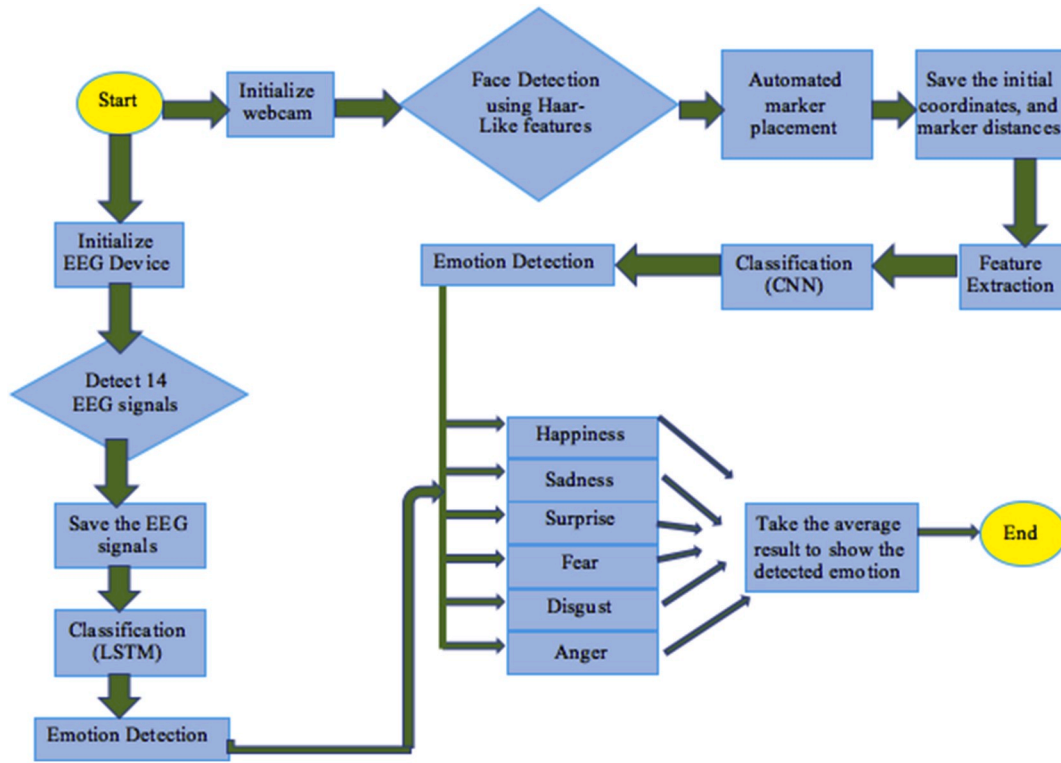 Start
Initialize
webcam
Face Detection
using Haar-
Like features
Automated
marker
placement
Save the initial
coordinates, and
marker distances
Initialize
EEG Device
Emotion Detection
Classification
(CNN)
Feature
Extraction
Detect 14
EEG signals
Happiness
Sadness
Surprise
Fear
Disgust
Anger
Take the average
result to show the
detected emotion
End
Save the EEG
signals
Classification
(LSTM)
Emotion Detection